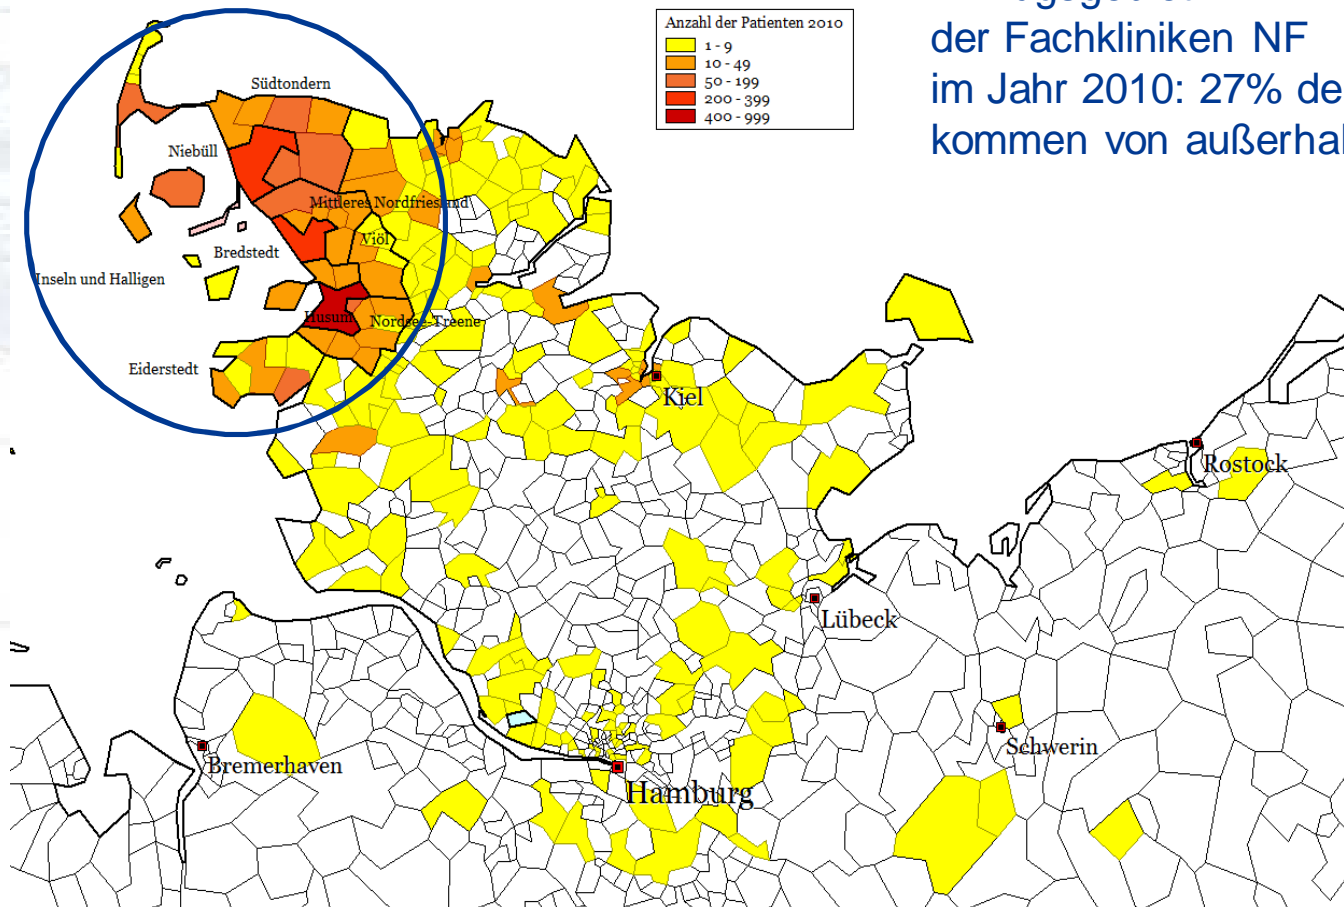 der Fachkliniken NF
im Jahr 2010: 27% de
kommen von außerhal
Anzahl der Patienten 2010
1 - 9
10 - 49
50 - 199
200 - 399
400 - 999
Südtondern
Niebüll
Mittleres Nordfriesland
Viöl
Bredstedt
Inseln und Halligen
Husum
Nordsee-Treene
Eiderstedt
Kiel
Rostock
Lübeck
Schwerin
Bremerhaven
Hamburg